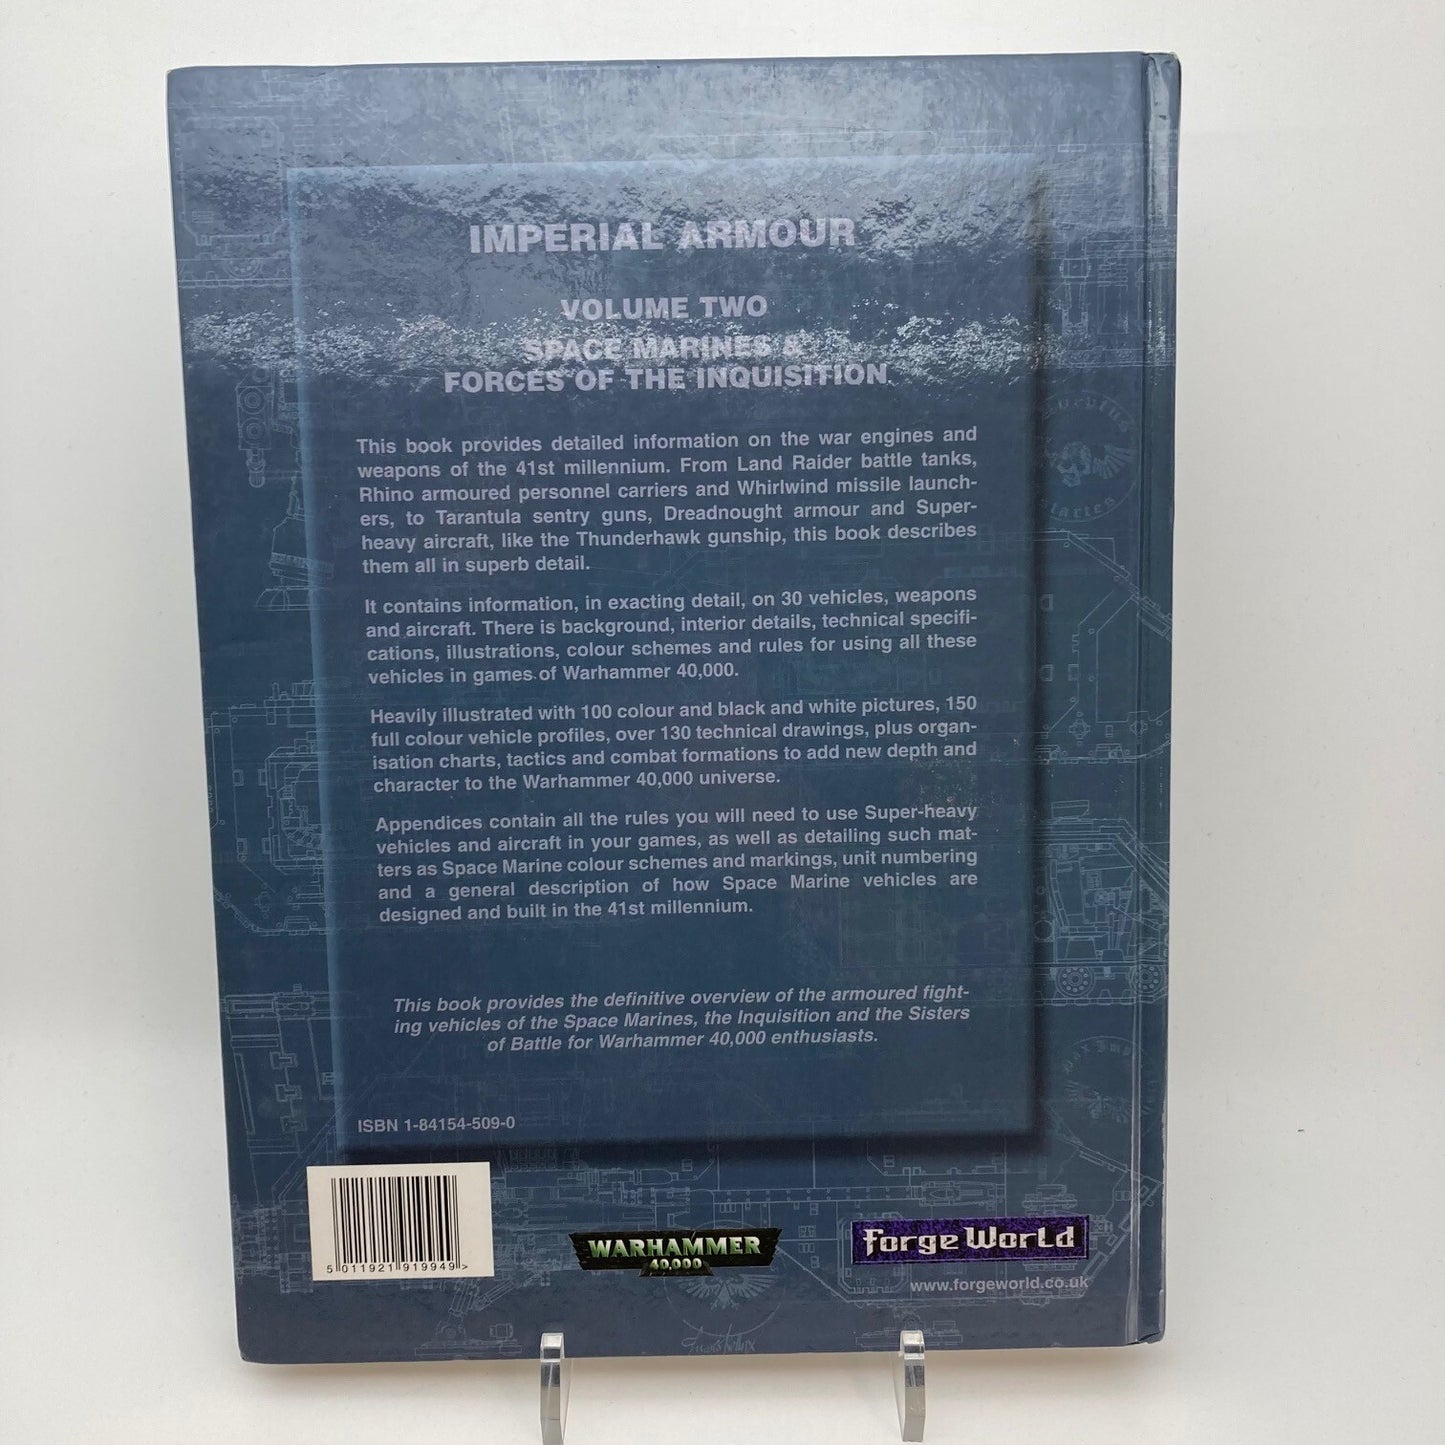 IMPERIAL ARMOUR
VOLUME TWO
SPACE MARINES &
FORCES OF THE INQUISITION
This book provides detailed information on the war engines and
weapons of the 41st millennium. From Land Raider battle tanks,
Rhino armoured personnel carriers and Whirlwind missile launch-
ers, to Tarantula sentry guns, Dreadnought armour and Super-
heavy aircraft, like the Thunderhawk gunship, this book describes
them all in superb detail.
It contains information, in exacting detail, on 30 vehicles, weapons
and aircraft. There is background, interior details, technical specifi-
cations, illustrations, colour schemes and rules for using all these
vehicles in games of Warhammer 40,000.
Heavily illustrated with 100 colour and black and white pictures, 150
full colour vehicle profiles, over 130 technical drawings, plus organ-
isation charts, tactics and combat formations to add new depth and
character to the Warhammer 40,000 universe.
Appendices contain all the rules you will need to use Super-heavy
vehicles and aircraft in your games, as well as detailing such mat-
ters as Space Marine colour schemes and markings, unit numbering
and a general description of how Space Marine vehicles are
designed and built in the 41st millennium.
This book provides the definitive overview of the armoured fight-
ing vehicles of the Space Marines, the Inquisition and the Sisters
of Battle for Warhammer 40,000 enthusiasts.
ISBN 1-84154-509-0
5 011921 919949 >
WARHAMMER
40,000
Forge World
www.forgeworld.co.uk